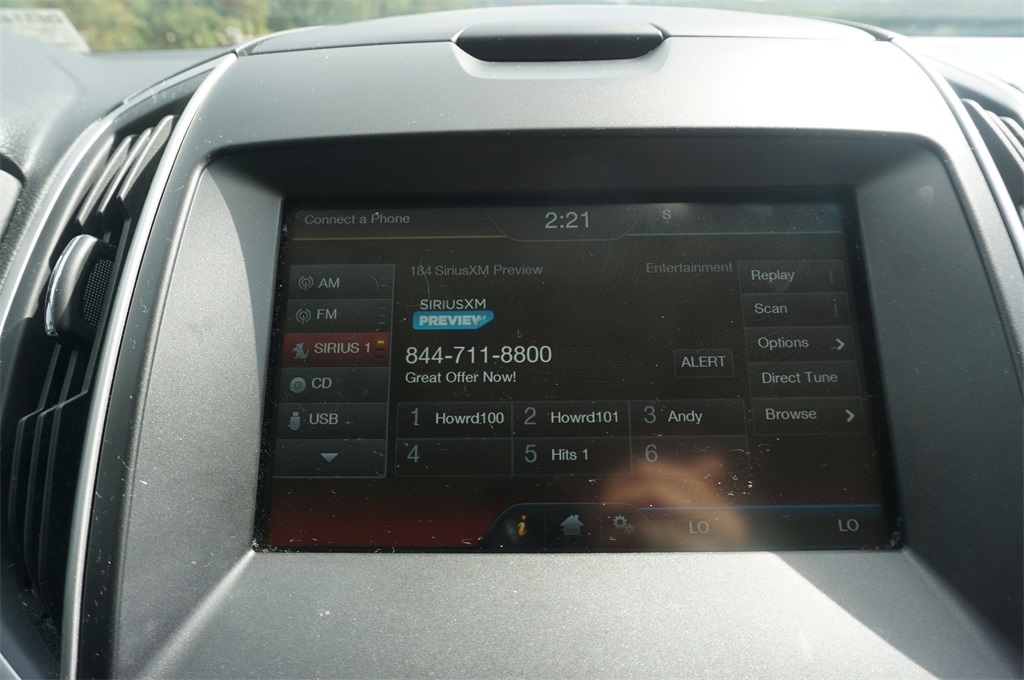 Connect a Phone 2:21 S
184 SiriusXM Preview Entertainment
AM
FM
SIRIUS 1
CD
USB
SIRIUSXM
PREVIEW
844-711-8800
Great Offer Now!
ALERT
1 Howrd100 2 Howrd101 3 Andy
4 5 Hits 1 6
Replay
Scan
Options
Direct Tune
Browse
i LO LO